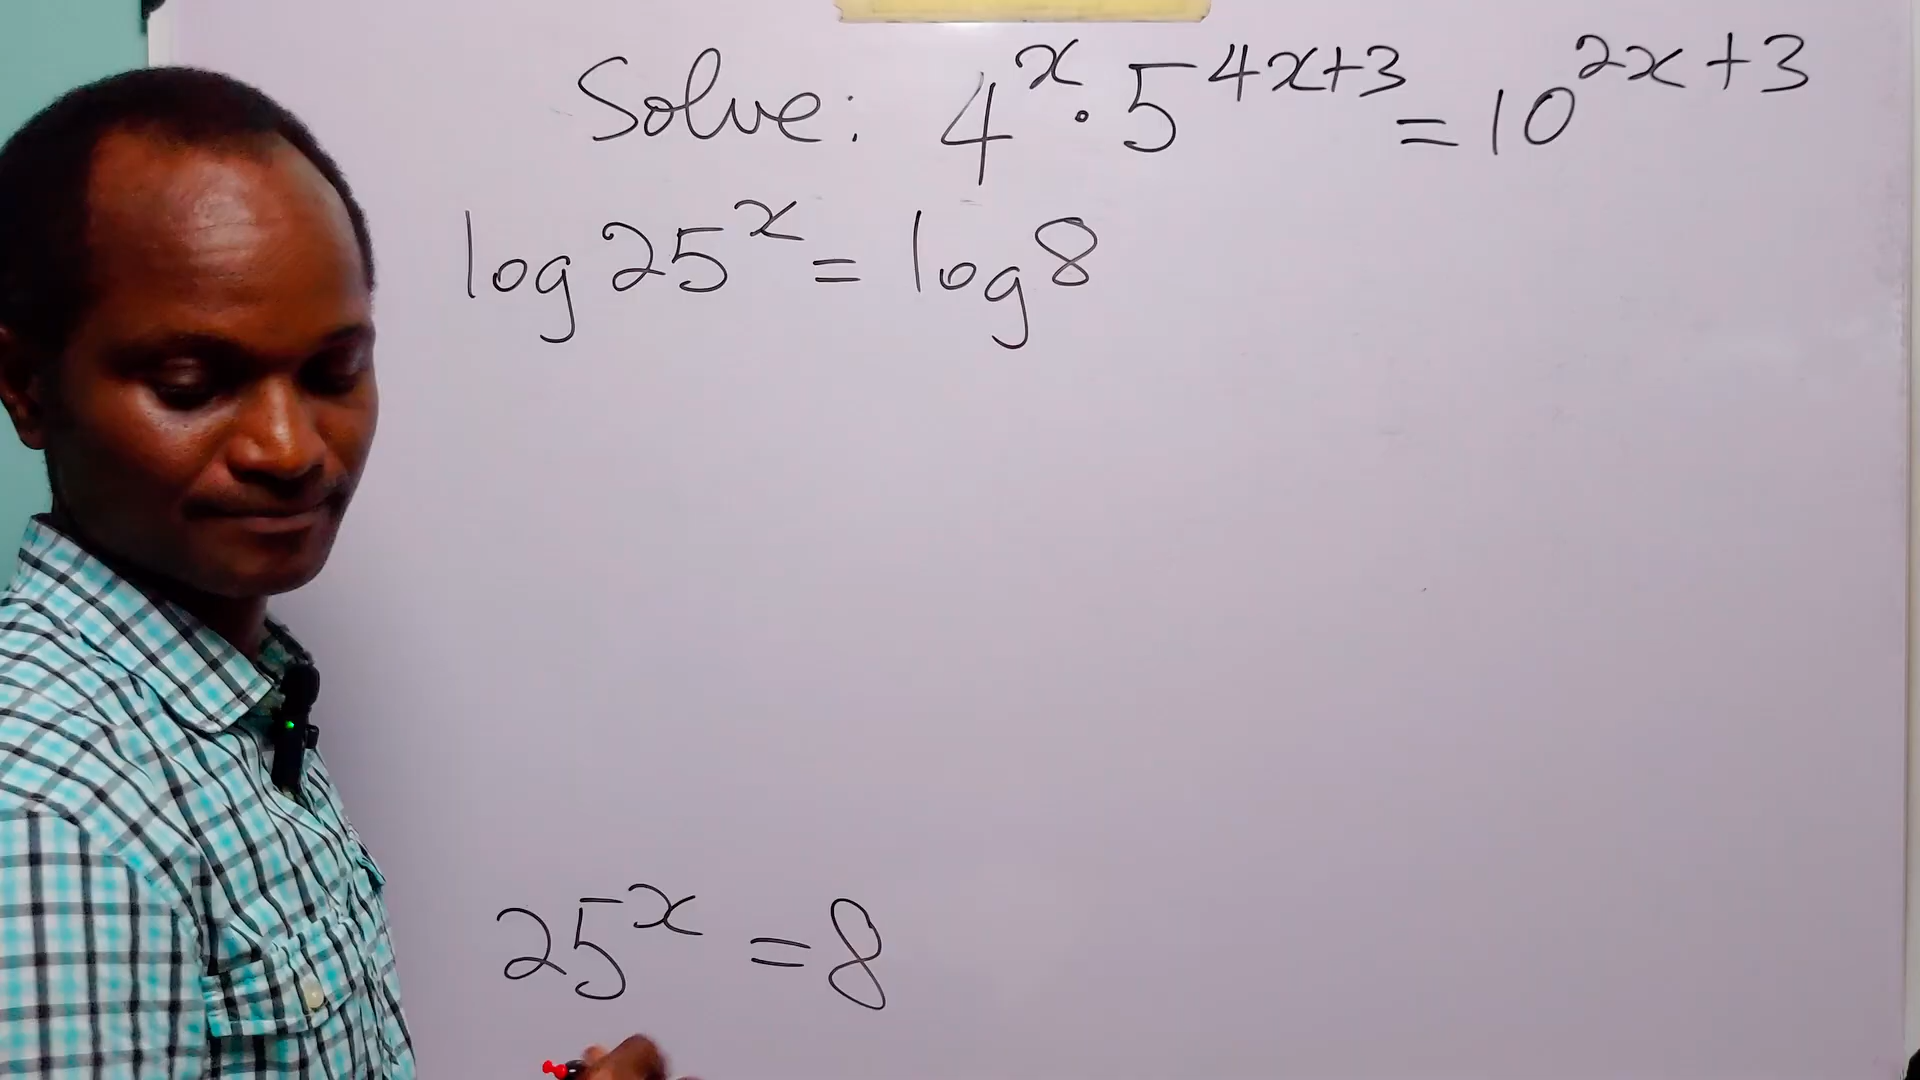 Solve: 4^x · 5^(4x+3) = 10^(2x+3)
log 25^x = log 8
25^x = 8